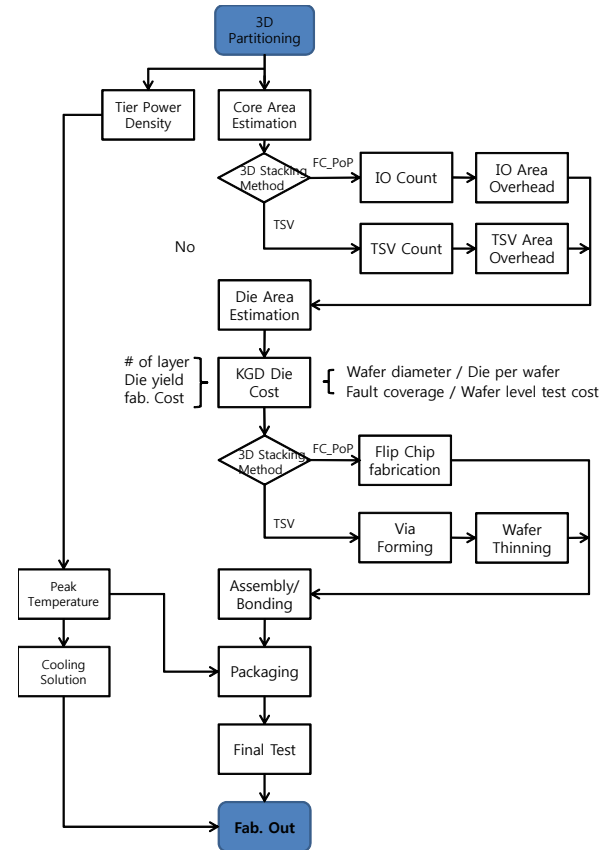 3D
Partitioning
Tier Power
Density
Core Area
Estimation
3D Stacking
Method
FC_PoP
IO Count
IO Area
Overhead
TSV
No
TSV Count
TSV Area
Overhead
Die Area
Estimation
# of layer
Die yield
fab. Cost
KGD Die
Cost
Wafer diameter / Die per wafer
Fault coverage / Wafer level test cost
3D Stacking
Method
FC_PoP
Flip Chip
fabrication
TSV
Via
Forming
Wafer
Thinning
Peak
Temperature
Assembly/
Bonding
Cooling
Solution
Packaging
Final Test
Fab. Out